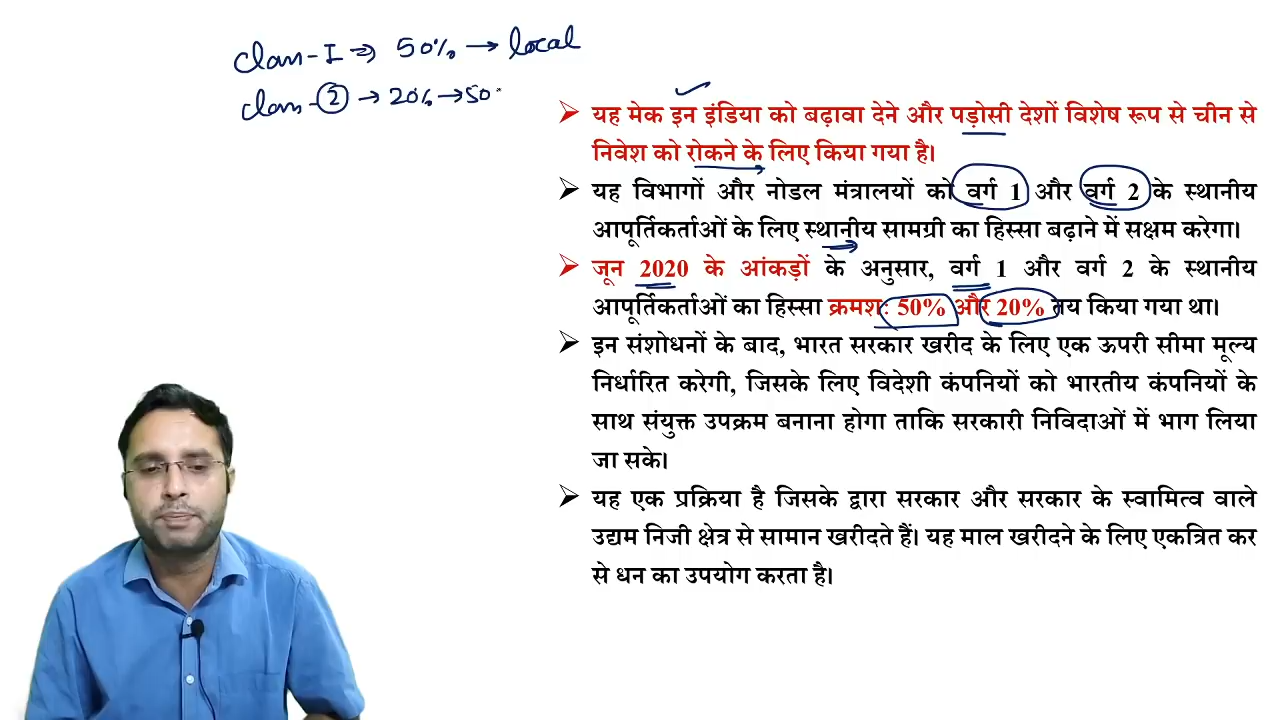 class-I ⇒ 50% → local
class-2 → 20% → 50
यह मेक इन इंडिया को बढ़ावा देने और पड़ोसी देशों विशेष रूप से चीन से
निवेश को रोकने के लिए किया गया है।
यह विभागों और नोडल मंत्रालयों को वर्ग 1 और वर्ग 2 के स्थानीय
आपूर्तिकर्ताओं के लिए स्थानीय सामग्री का हिस्सा बढ़ाने में सक्षम करेगा।
जून 2020 के आंकड़ों के अनुसार, वर्ग 1 और वर्ग 2 के स्थानीय
आपूर्तिकर्ताओं का हिस्सा क्रमश: 50% और 20% तय किया गया था।
इन संशोधनों के बाद, भारत सरकार खरीद के लिए एक ऊपरी सीमा मूल्य
निर्धारित करेगी, जिसके लिए विदेशी कंपनियों को भारतीय कंपनियों के
साथ संयुक्त उपक्रम बनाना होगा ताकि सरकारी निविदाओं में भाग लिया
जा सके।
यह एक प्रक्रिया है जिसके द्वारा सरकार और सरकार के स्वामित्व वाले
उद्यम निजी क्षेत्र से सामान खरीदते हैं। यह माल खरीदने के लिए एकत्रित कर
से धन का उपयोग करता है।